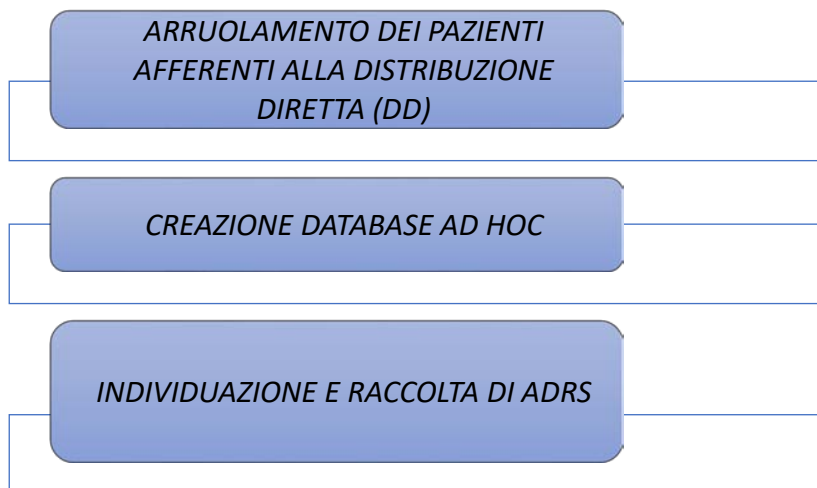 ARRUOLAMENTO DEI PAZIENTI
AFFERENTI ALLA DISTRIBUZIONE
DIRETTA (DD)
CREAZIONE DATABASE AD HOC
INDIVIDUAZIONE E RACCOLTA DI ADRS